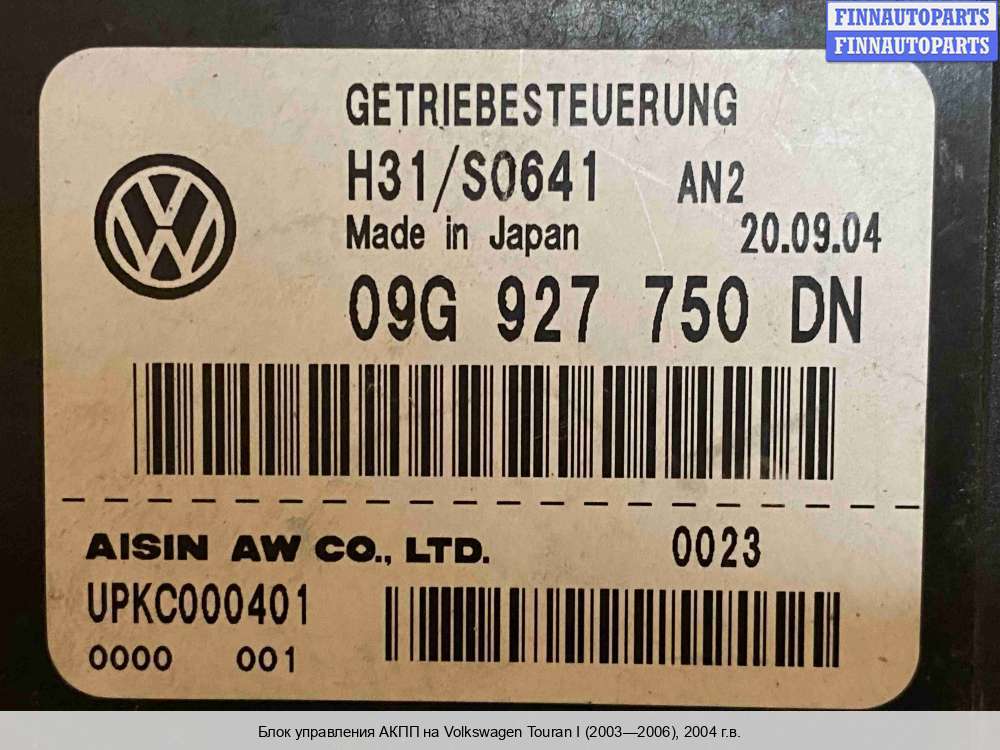 FINNAUTOPARTS
FINNAUTOPARTS
GETRIEBESTEUERUNG
H31/S0641 AN2
Made in Japan 20.09.04
09G 927 750 DN
AISIN AW CO., LTD. 0023
UPKC000401
0000 001
Блок управления АКПП на Volkswagen Touran I (2003—2006), 2004 г.в.